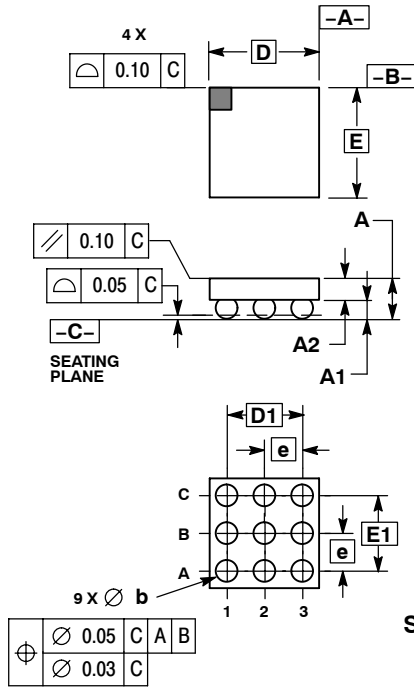 –A–
4 X
D
⌓ 0.10 C
–B–
E
A
⫽ 0.10 C
⌓ 0.05 C
–C–
A2
SEATING
PLANE
A1
D1
e
C
B
E1
e
A
9 X ∅ b
1 2 3
S
⌖ ∅ 0.05 C A B
∅ 0.03 C